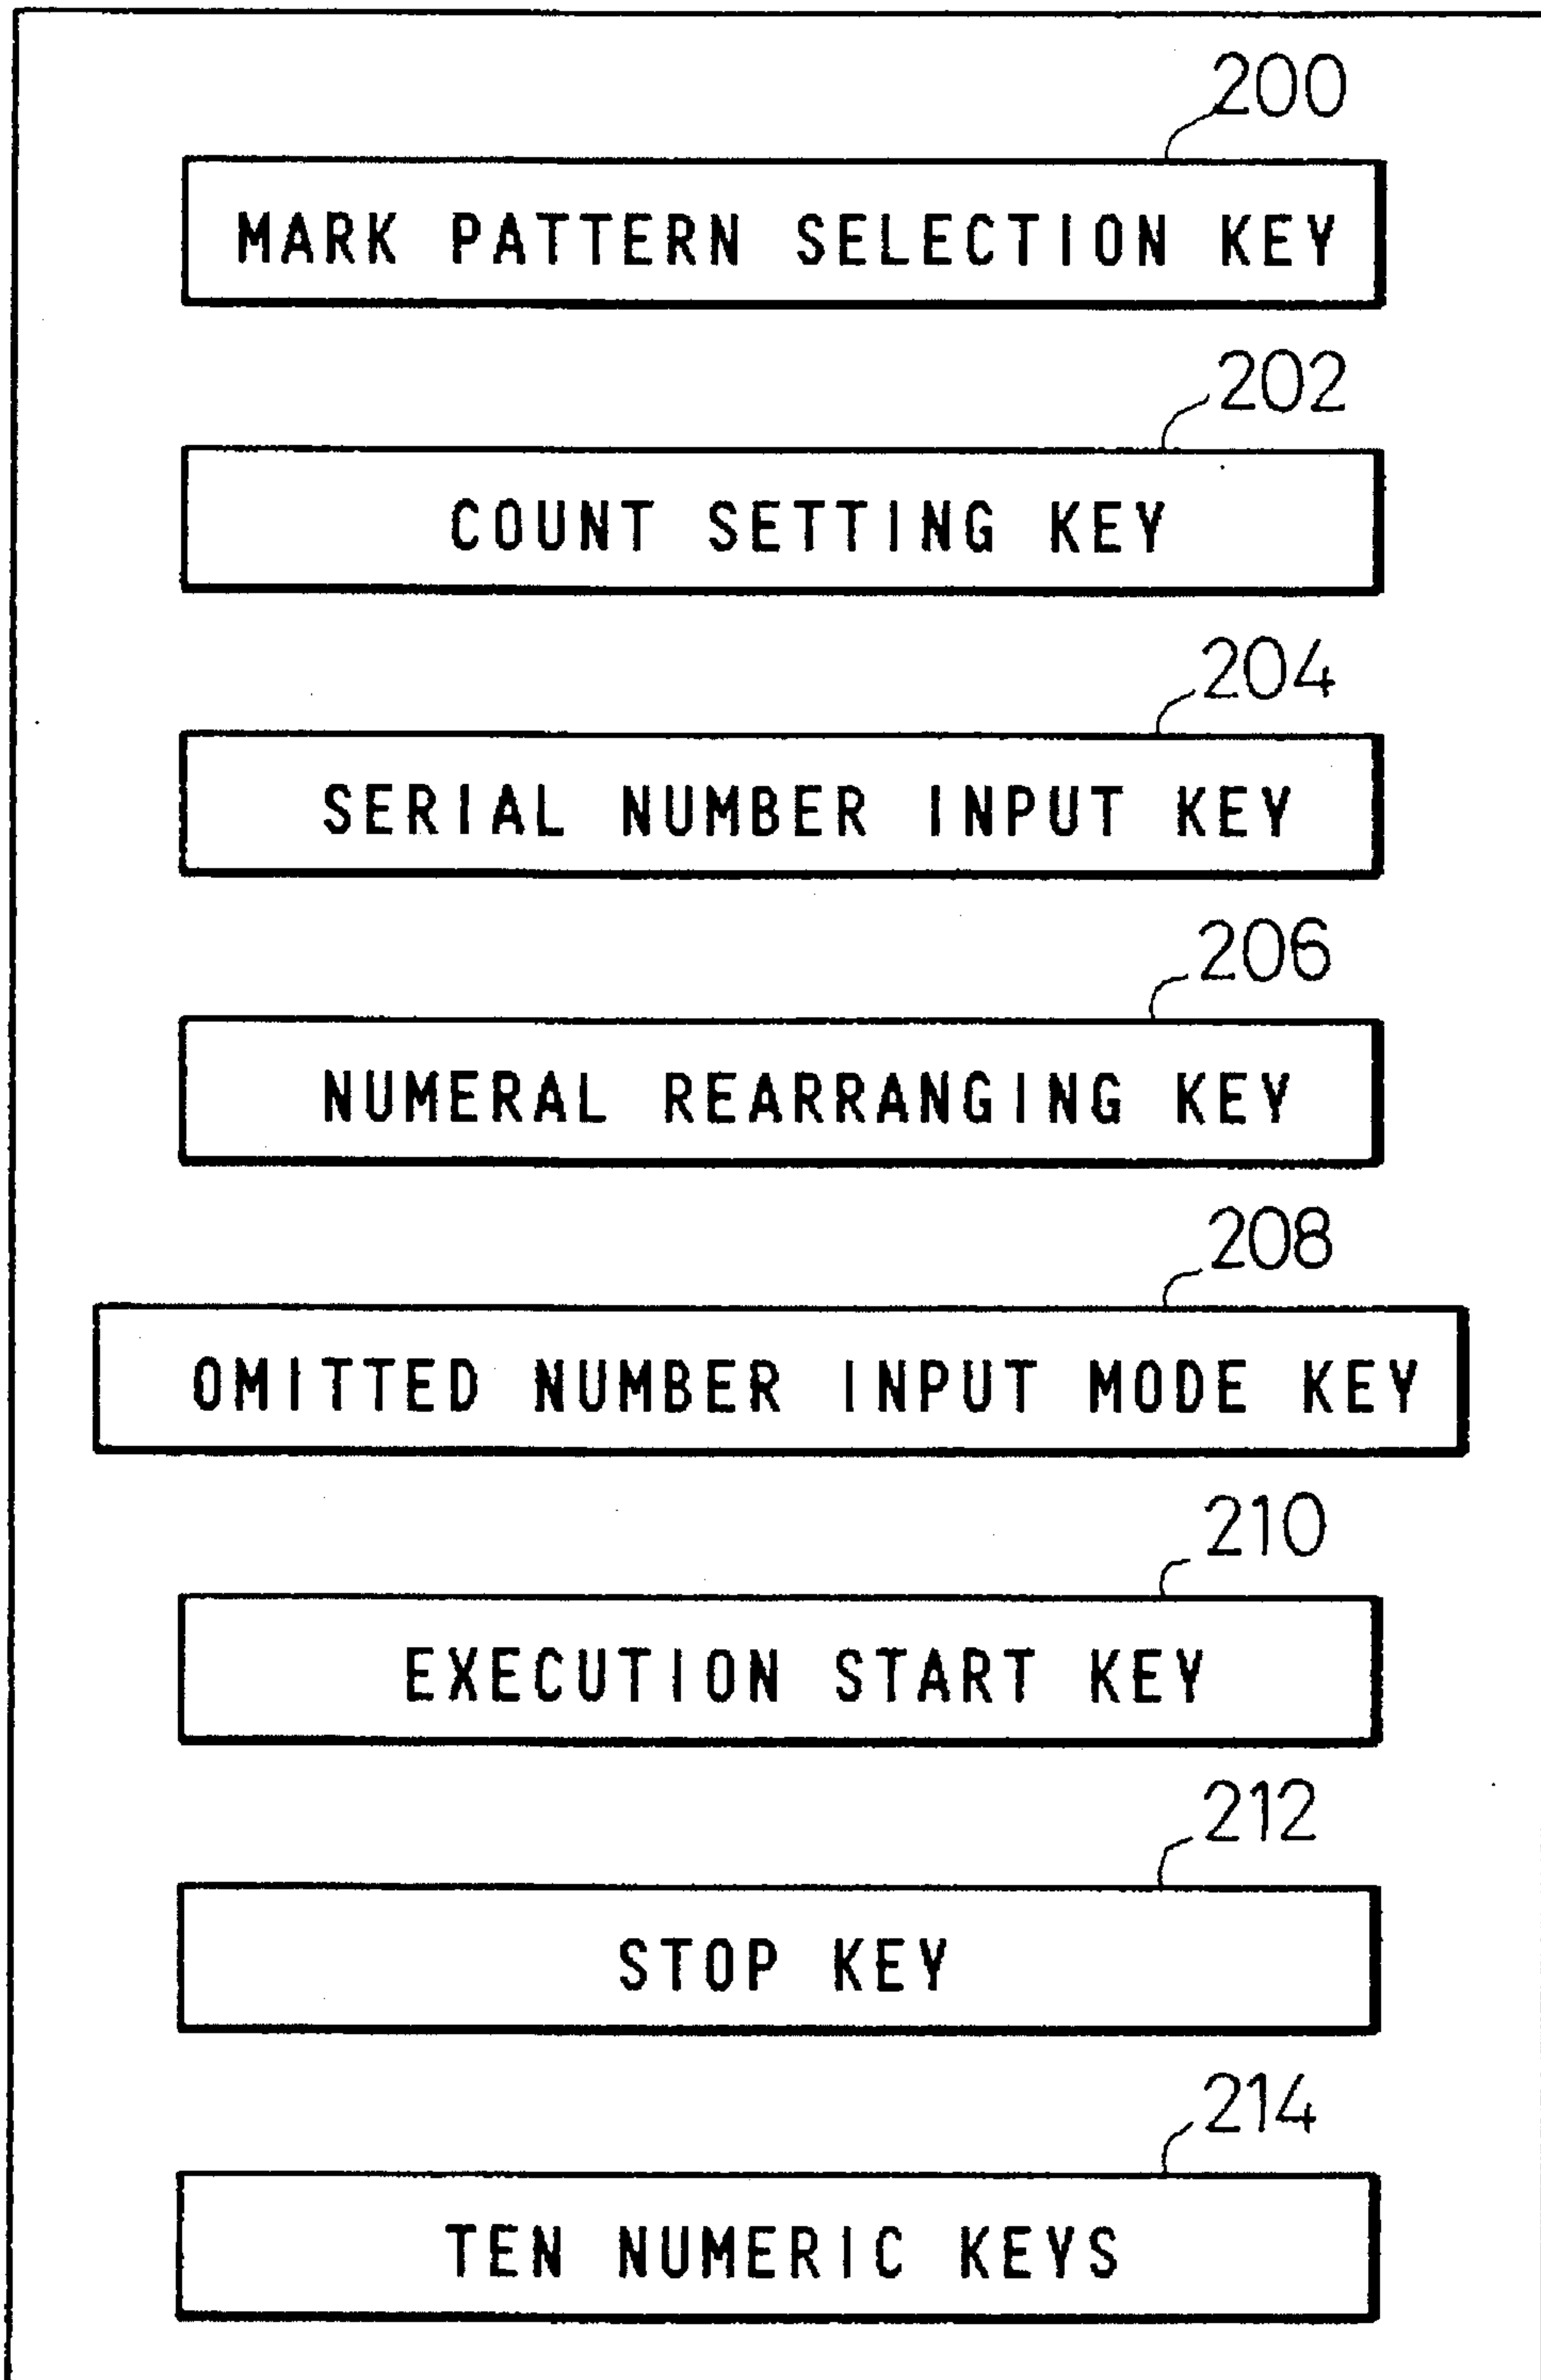 200
MARK PATTERN SELECTION KEY
202
COUNT SETTING KEY
204
SERIAL NUMBER INPUT KEY
206
NUMERAL REARRANGING KEY
208
OMITTED NUMBER INPUT MODE KEY
210
EXECUTION START KEY
212
STOP KEY
214
TEN NUMERIC KEYS